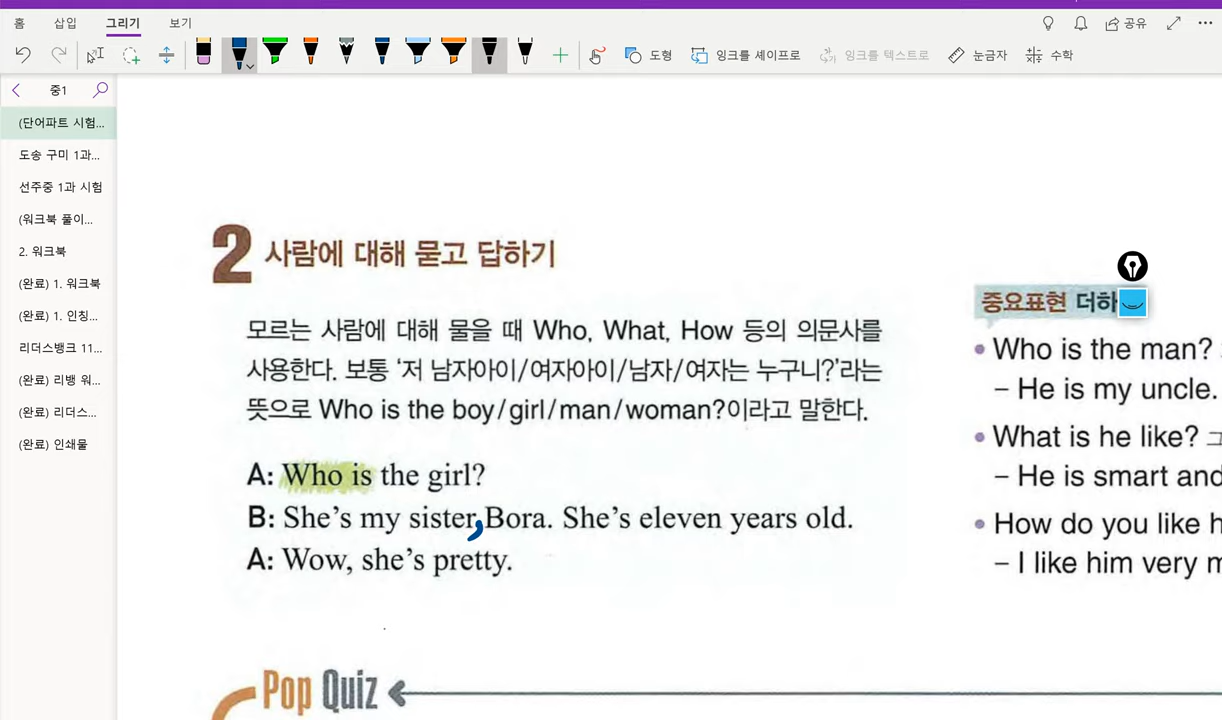 홈 삽입 그리기 보기
공유
도형 잉크를 셰이프로 잉크를 텍스트로 눈금자 수학
중1
(단어파트 시험...
도송 구미 1과...
선주중 1과 시험
(워크북 풀이...
2. 워크북
(완료) 1. 워크북
(완료) 1. 인칭...
리더스뱅크 11...
(완료) 리뱅 워...
(완료) 리더스...
(완료) 인쇄물
2 사람에 대해 묻고 답하기
모르는 사람에 대해 물을 때 Who, What, How 등의 의문사를
사용한다. 보통 ‘저 남자아이/여자아이/남자/여자는 누구니?’라는
뜻으로 Who is the boy/girl/man/woman?이라고 말한다.
A: Who is the girl?
B: She’s my sister, Bora. She’s eleven years old.
A: Wow, she’s pretty.
중요표현 더하
• Who is the man?
– He is my uncle.
• What is he like? 그
– He is smart and
• How do you like h
– I like him very m
Pop Quiz